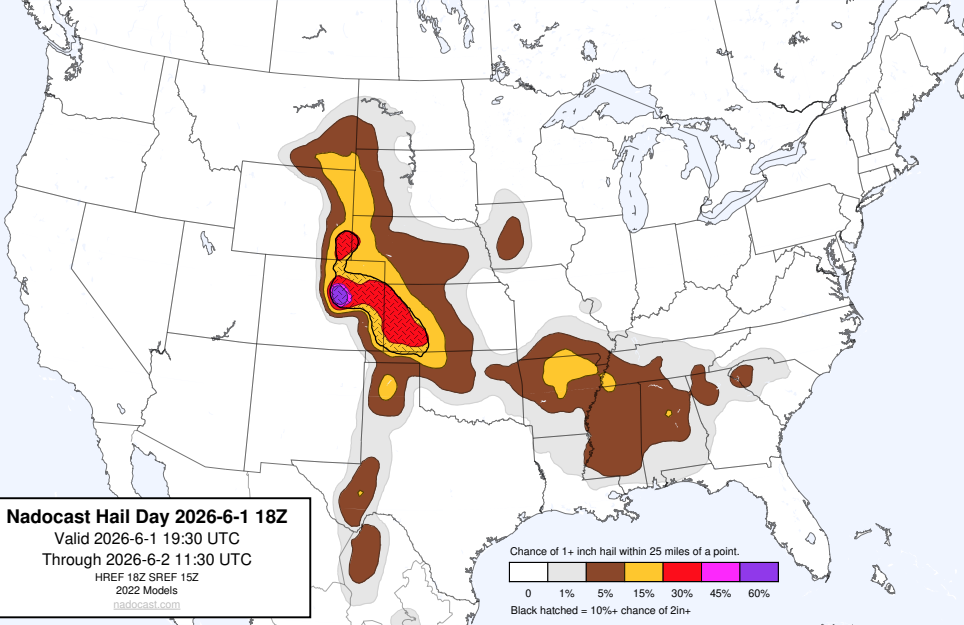 Nadocast Hail Day 2026-6-1 18Z
Valid 2026-6-1 19:30 UTC
Through 2026-6-2 11:30 UTC
HREF 18Z SREF 15Z
2022 Models
nadocast.com
Chance of 1+ inch hail within 25 miles of a point.
0 1% 5% 15% 30% 45% 60%
Black hatched = 10%+ chance of 2in+